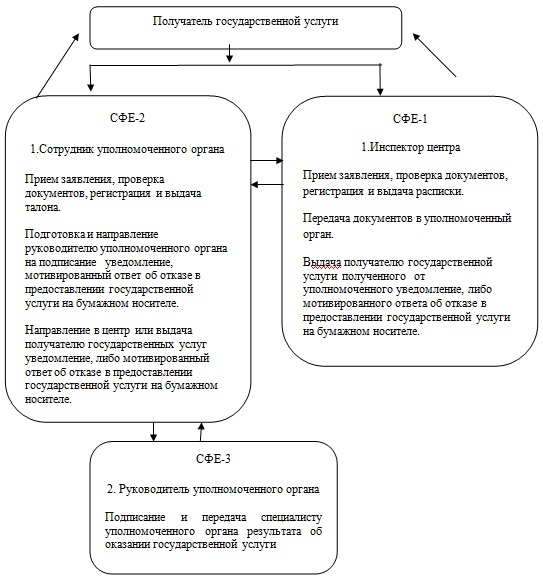 Получатель государственной услуги
СФЕ-2
1.Сотрудник уполномоченного органа
Прием заявления, проверка
документов, регистрация и выдача
талона.
Подготовка и направление
руководителю уполномоченного органа
на подписание уведомление,
мотивированный ответ об отказе в
предоставлении государственной
услуги на бумажном носителе.
Направление в центр или выдача
получателю государственных услуг
уведомление, либо мотивированный
ответ об отказе в предоставлении
государственной услуги на бумажном
носителе.
СФЕ-1
1.Инспектор центра
Прием заявления, проверка документов,
регистрация и выдача расписки.
Передача документов в уполномоченный
орган.
Выдача получателю государственной
услуги полученного от
уполномоченного уведомление, либо
мотивированного ответа об отказе в
предоставлении государственной услуги
на бумажном носителе.
СФЕ-3
2. Руководитель уполномоченного органа
Подписание и передача специалисту
уполномоченного органа результата об
оказании государственной услуги